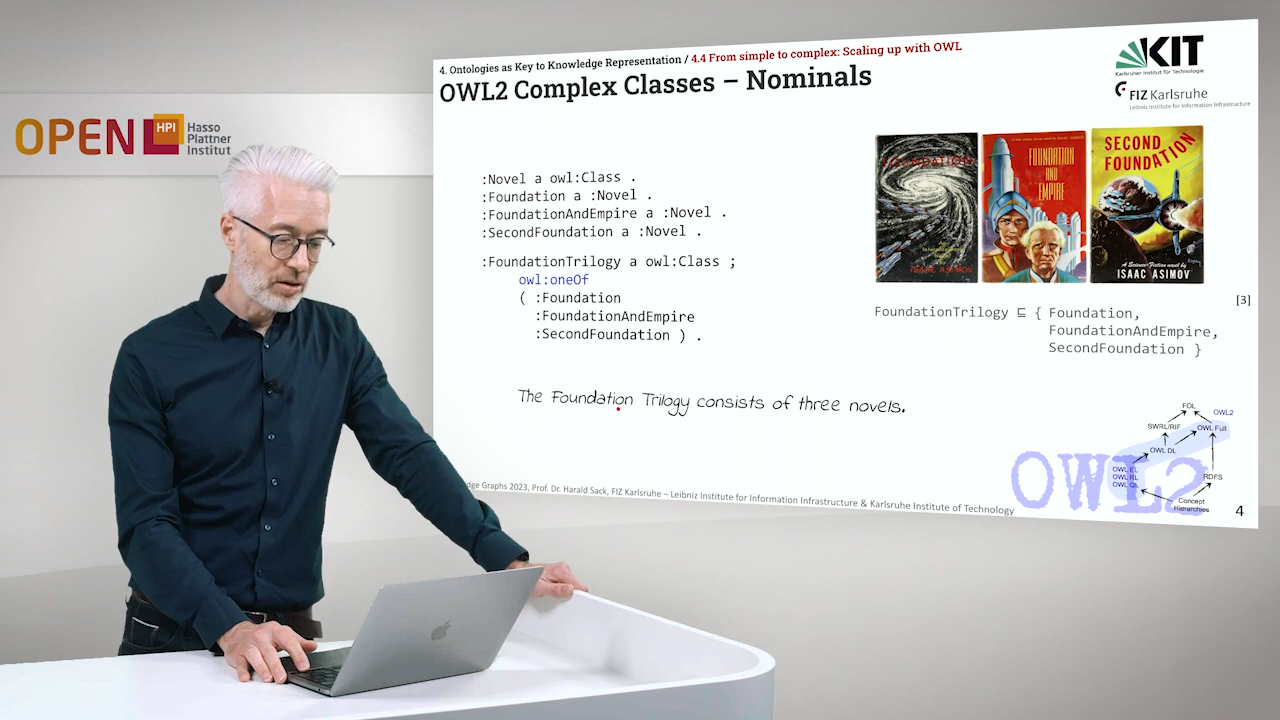 4. Ontologies as Key to Knowledge Representation / 4.4 From simple to complex: Scaling up with OWL
OWL2 Complex Classes – Nominals
KIT
Karlsruher Institut für Technologie
FIZ Karlsruhe
Leibniz Institute for Information Infrastructure
OPEN HPI Hasso
Plattner
Institut
:Novel a owl:Class .
:Foundation a :Novel .
:FoundationAndEmpire a :Novel .
:SecondFoundation a :Novel .
:FoundationTrilogy a owl:Class ;
owl:oneOf
( :Foundation
:FoundationAndEmpire
:SecondFoundation ) .
FOUNDATION
ISAAC ASIMOV
FOUNDATION
AND
EMPIRE
SECOND
FOUNDATION
A Science-Fiction novel by
ISAAC ASIMOV
[3]
FoundationTrilogy ⊑ { Foundation,
FoundationAndEmpire,
SecondFoundation }
The Foundation Trilogy consists of three novels.
FOL
OWL2
SWRL/RIF
OWL Full
OWL DL
OWL EL
OWL RL
OWL QL
RDFS
Concept
Hierarchies
OWL2
Graphs 2023, Prof. Dr. Harald Sack, FIZ Karlsruhe – Leibniz Institute for Information Infrastructure & Karlsruhe Institute of Technology
4